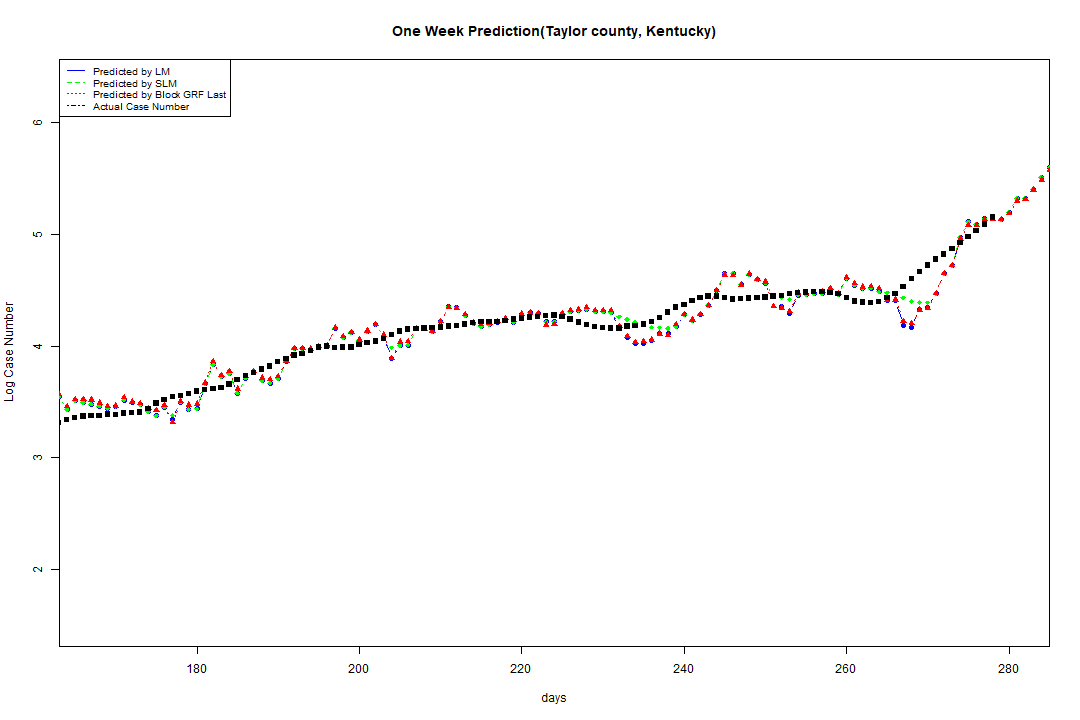 One Week Prediction(Taylor county, Kentucky)
Predicted by LM
Predicted by SLM
Predicted by Block GRF Last
Actual Case Number
Log Case Number
6
5
4
3
2
180 200 220 240 260 280
days